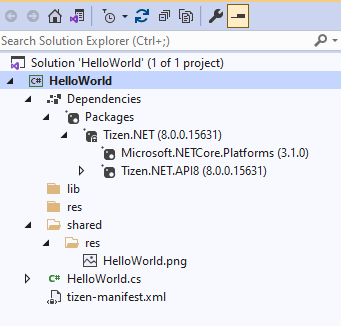 Search Solution Explorer (Ctrl+;)
Solution 'HelloWorld' (1 of 1 project)
C# HelloWorld
Dependencies
Packages
Tizen.NET (8.0.0.15631)
Microsoft.NETCore.Platforms (3.1.0)
Tizen.NET.API8 (8.0.0.15631)
lib
res
shared
res
HelloWorld.png
C# HelloWorld.cs
tizen-manifest.xml